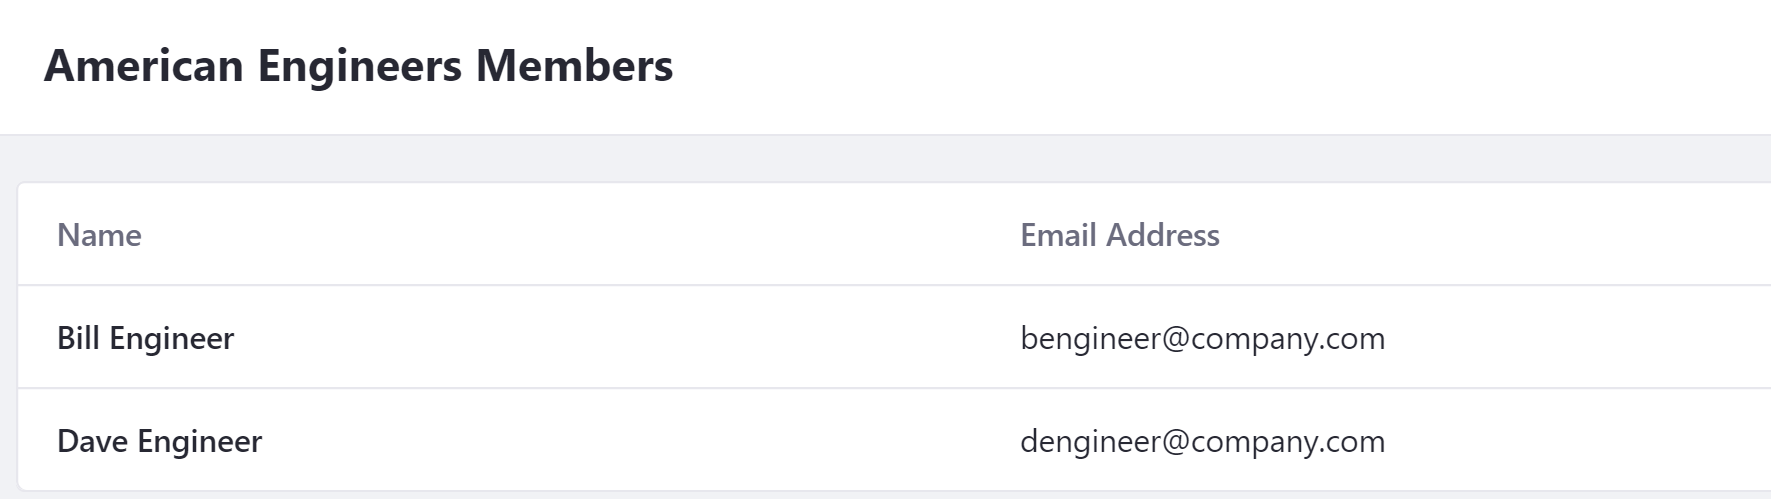 American Engineers Members
Name Email Address
Bill Engineer bengineer@company.com
Dave Engineer dengineer@company.com